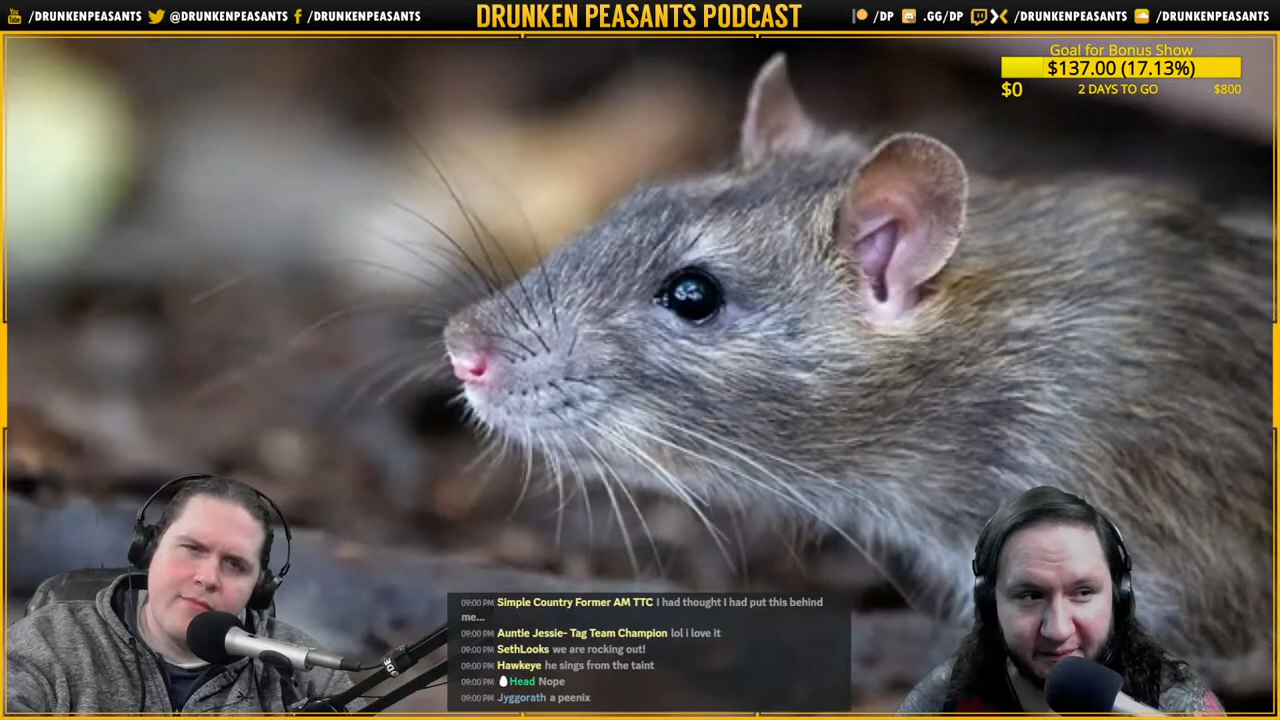 You Tube /DRUNKENPEASANTS @DRUNKENPEASANTS f /DRUNKENPEASANTS DRUNKEN PEASANTS PODCAST /DP .GG/DP /DRUNKENPEASANTS /DRUNKENPEASANTS
Goal for Bonus Show
$137.00 (17.13%)
$0 2 DAYS TO GO $800
09:00 PM Simple Country Former AM TTC I had thought I had put this behind
me...
09:00 PM Auntie Jessie- Tag Team Champion lol i love it
09:00 PM SethLooks we are rocking out!
09:00 PM Hawkeye he sings from the taint
09:00 PM Head Nope
09:00 PM Jyggorath a peenix